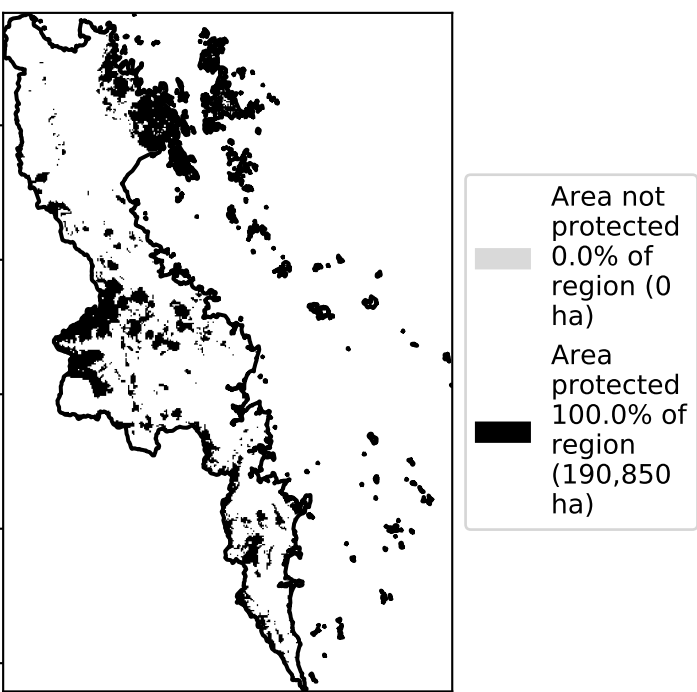 Area not
protected
0.0% of
region (0
ha)
Area
protected
100.0% of
region
(190,850
ha)